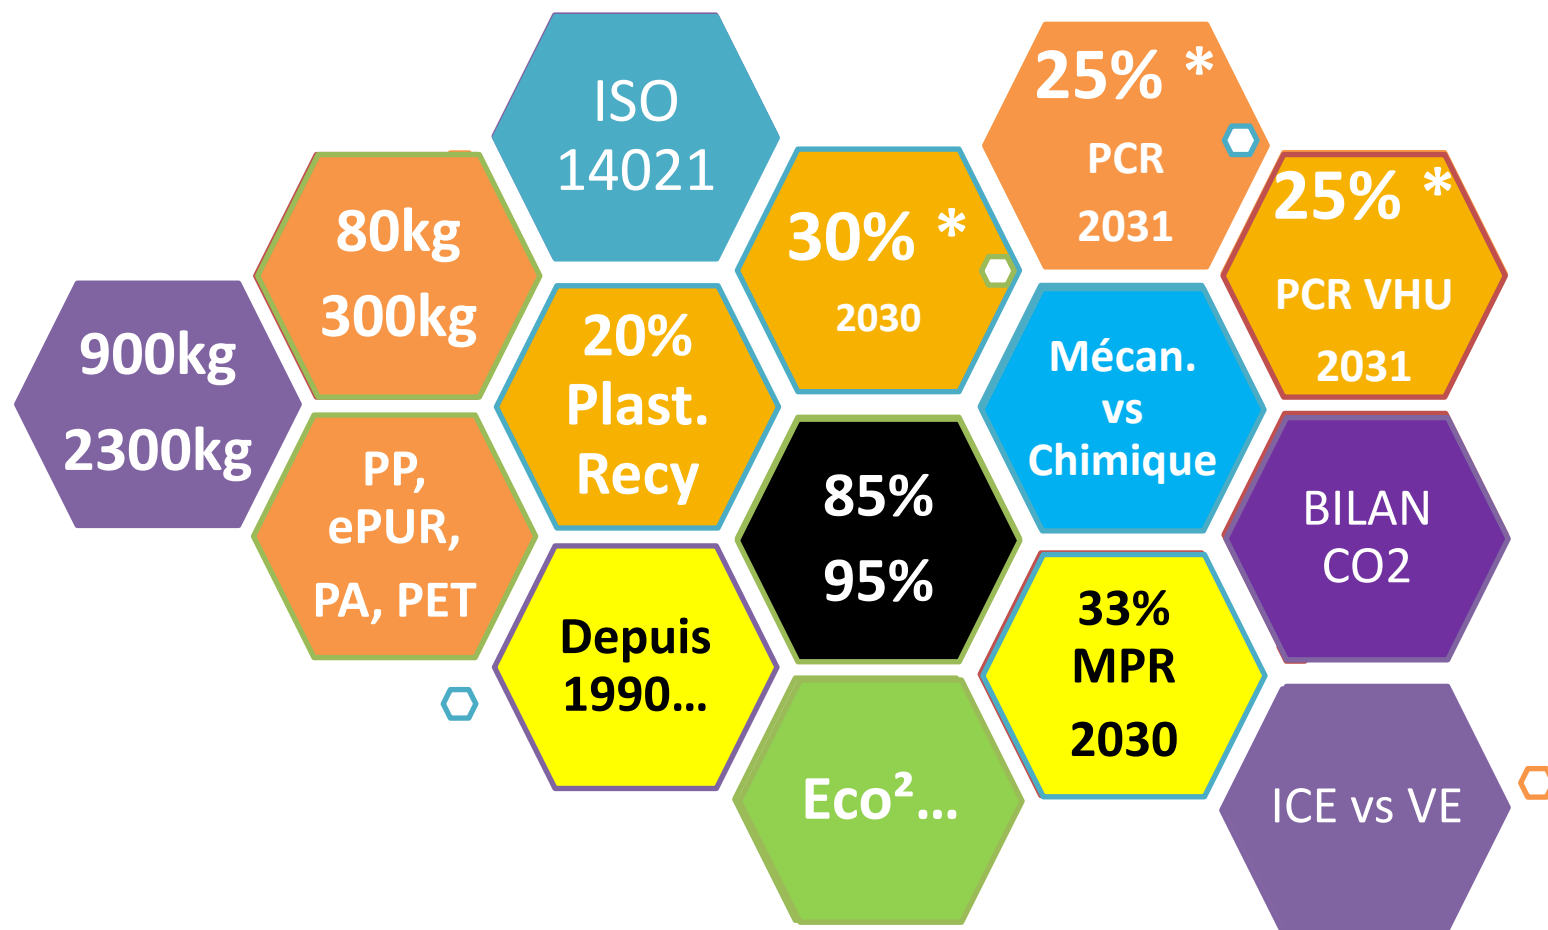 900kg
2300kg
80kg
300kg
PP,
ePUR,
PA, PET
ISO
14021
20%
Plast.
Recy
Depuis
1990...
30% *
2030
85%
95%
Eco²...
25% *
PCR
2031
Mécan.
vs
Chimique
33%
MPR
2030
25% *
PCR VHU
2031
BILAN
CO2
ICE vs VE